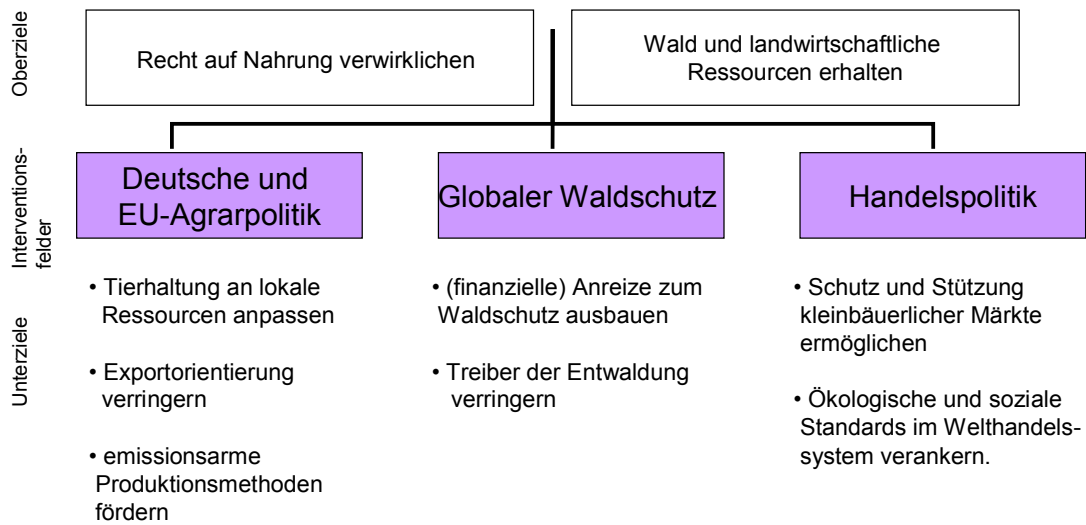 Oberziele
Recht auf Nahrung verwirklichen
Wald und landwirtschaftliche
Ressourcen erhalten
Interventions-
felder
Deutsche und
EU-Agrarpolitik
Globaler Waldschutz
Handelspolitik
Unterziele
• Tierhaltung an lokale
Ressourcen anpassen
• Exportorientierung
verringern
• emissionsarme
Produktionsmethoden
fördern
• (finanzielle) Anreize zum
Waldschutz ausbauen
• Treiber der Entwaldung
verringern
• Schutz und Stützung
kleinbäuerlicher Märkte
ermöglichen
• Ökologische und soziale
Standards im Welthandels-
system verankern.